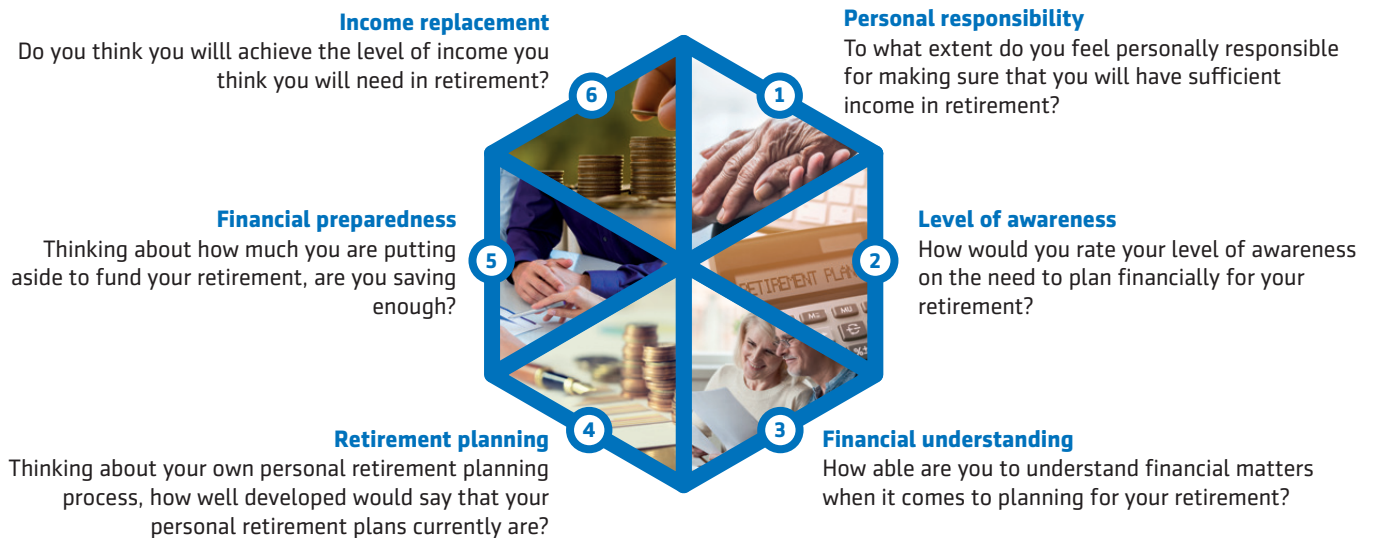 Personal responsibility
To what extent do you feel personally responsible
for making sure that you will have sufficient
income in retirement?
1
Level of awareness
How would you rate your level of awareness
on the need to plan financially for your
retirement?
2
RETIREMENT PLAN
MU
Financial understanding
How able are you to understand financial matters
when it comes to planning for your retirement?
3
Retirement planning
Thinking about your own personal retirement planning
process, how well developed would say that your
personal retirement plans currently are?
4
Financial preparedness
Thinking about how much you are putting
aside to fund your retirement, are you saving
enough?
5
Income replacement
Do you think you willl achieve the level of income you
think you will need in retirement?
6